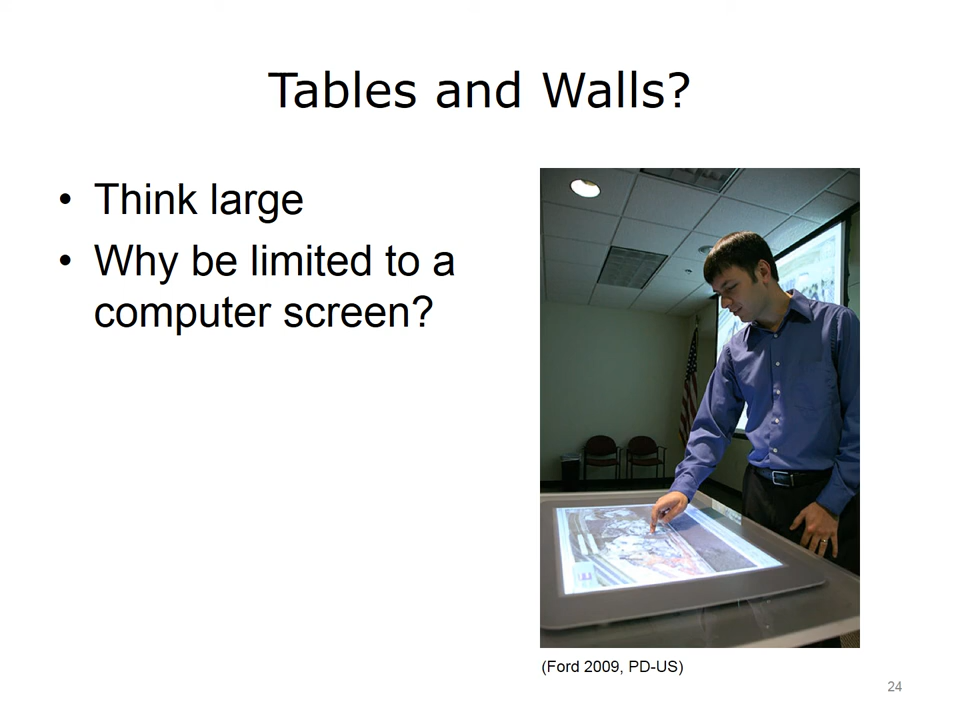 Tables and Walls?
• Think large
• Why be limited to a
computer screen?
(Ford 2009, PD-US)
24